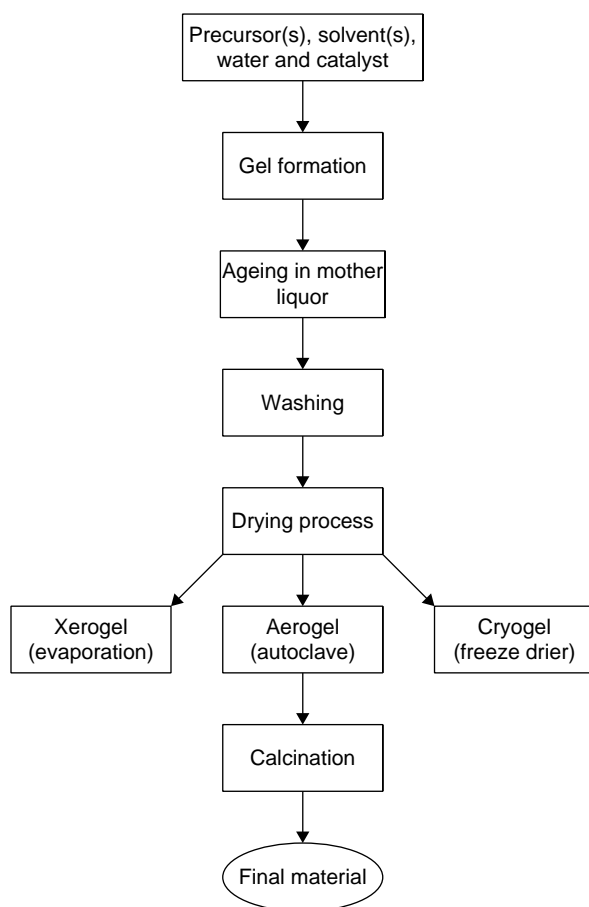 Precursor(s), solvent(s),
water and catalyst
Gel formation
Ageing in mother
liquor
Washing
Drying process
Xerogel
(evaporation)
Aerogel
(autoclave)
Cryogel
(freeze drier)
Calcination
Final material